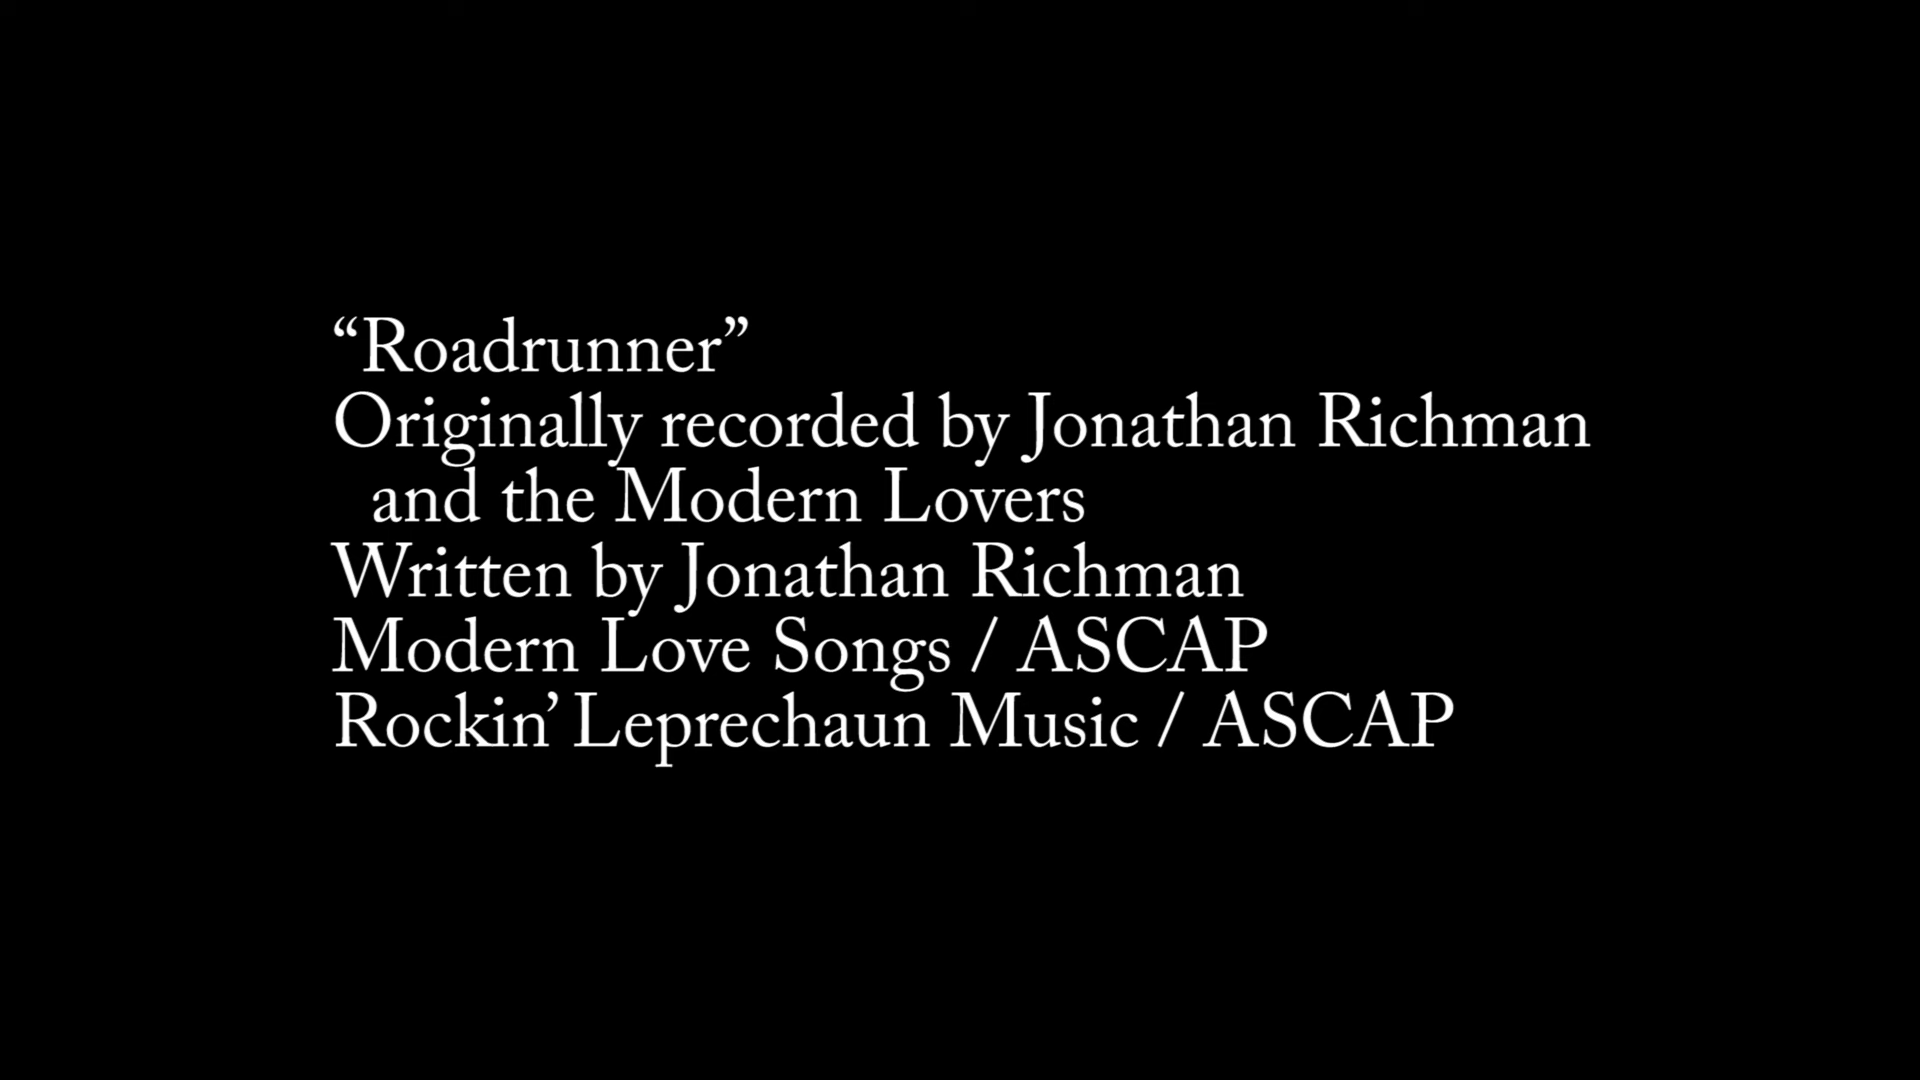 “Roadrunner”
Originally recorded by Jonathan Richman
and the Modern Lovers
Written by Jonathan Richman
Modern Love Songs / ASCAP
Rockin’ Leprechaun Music / ASCAP